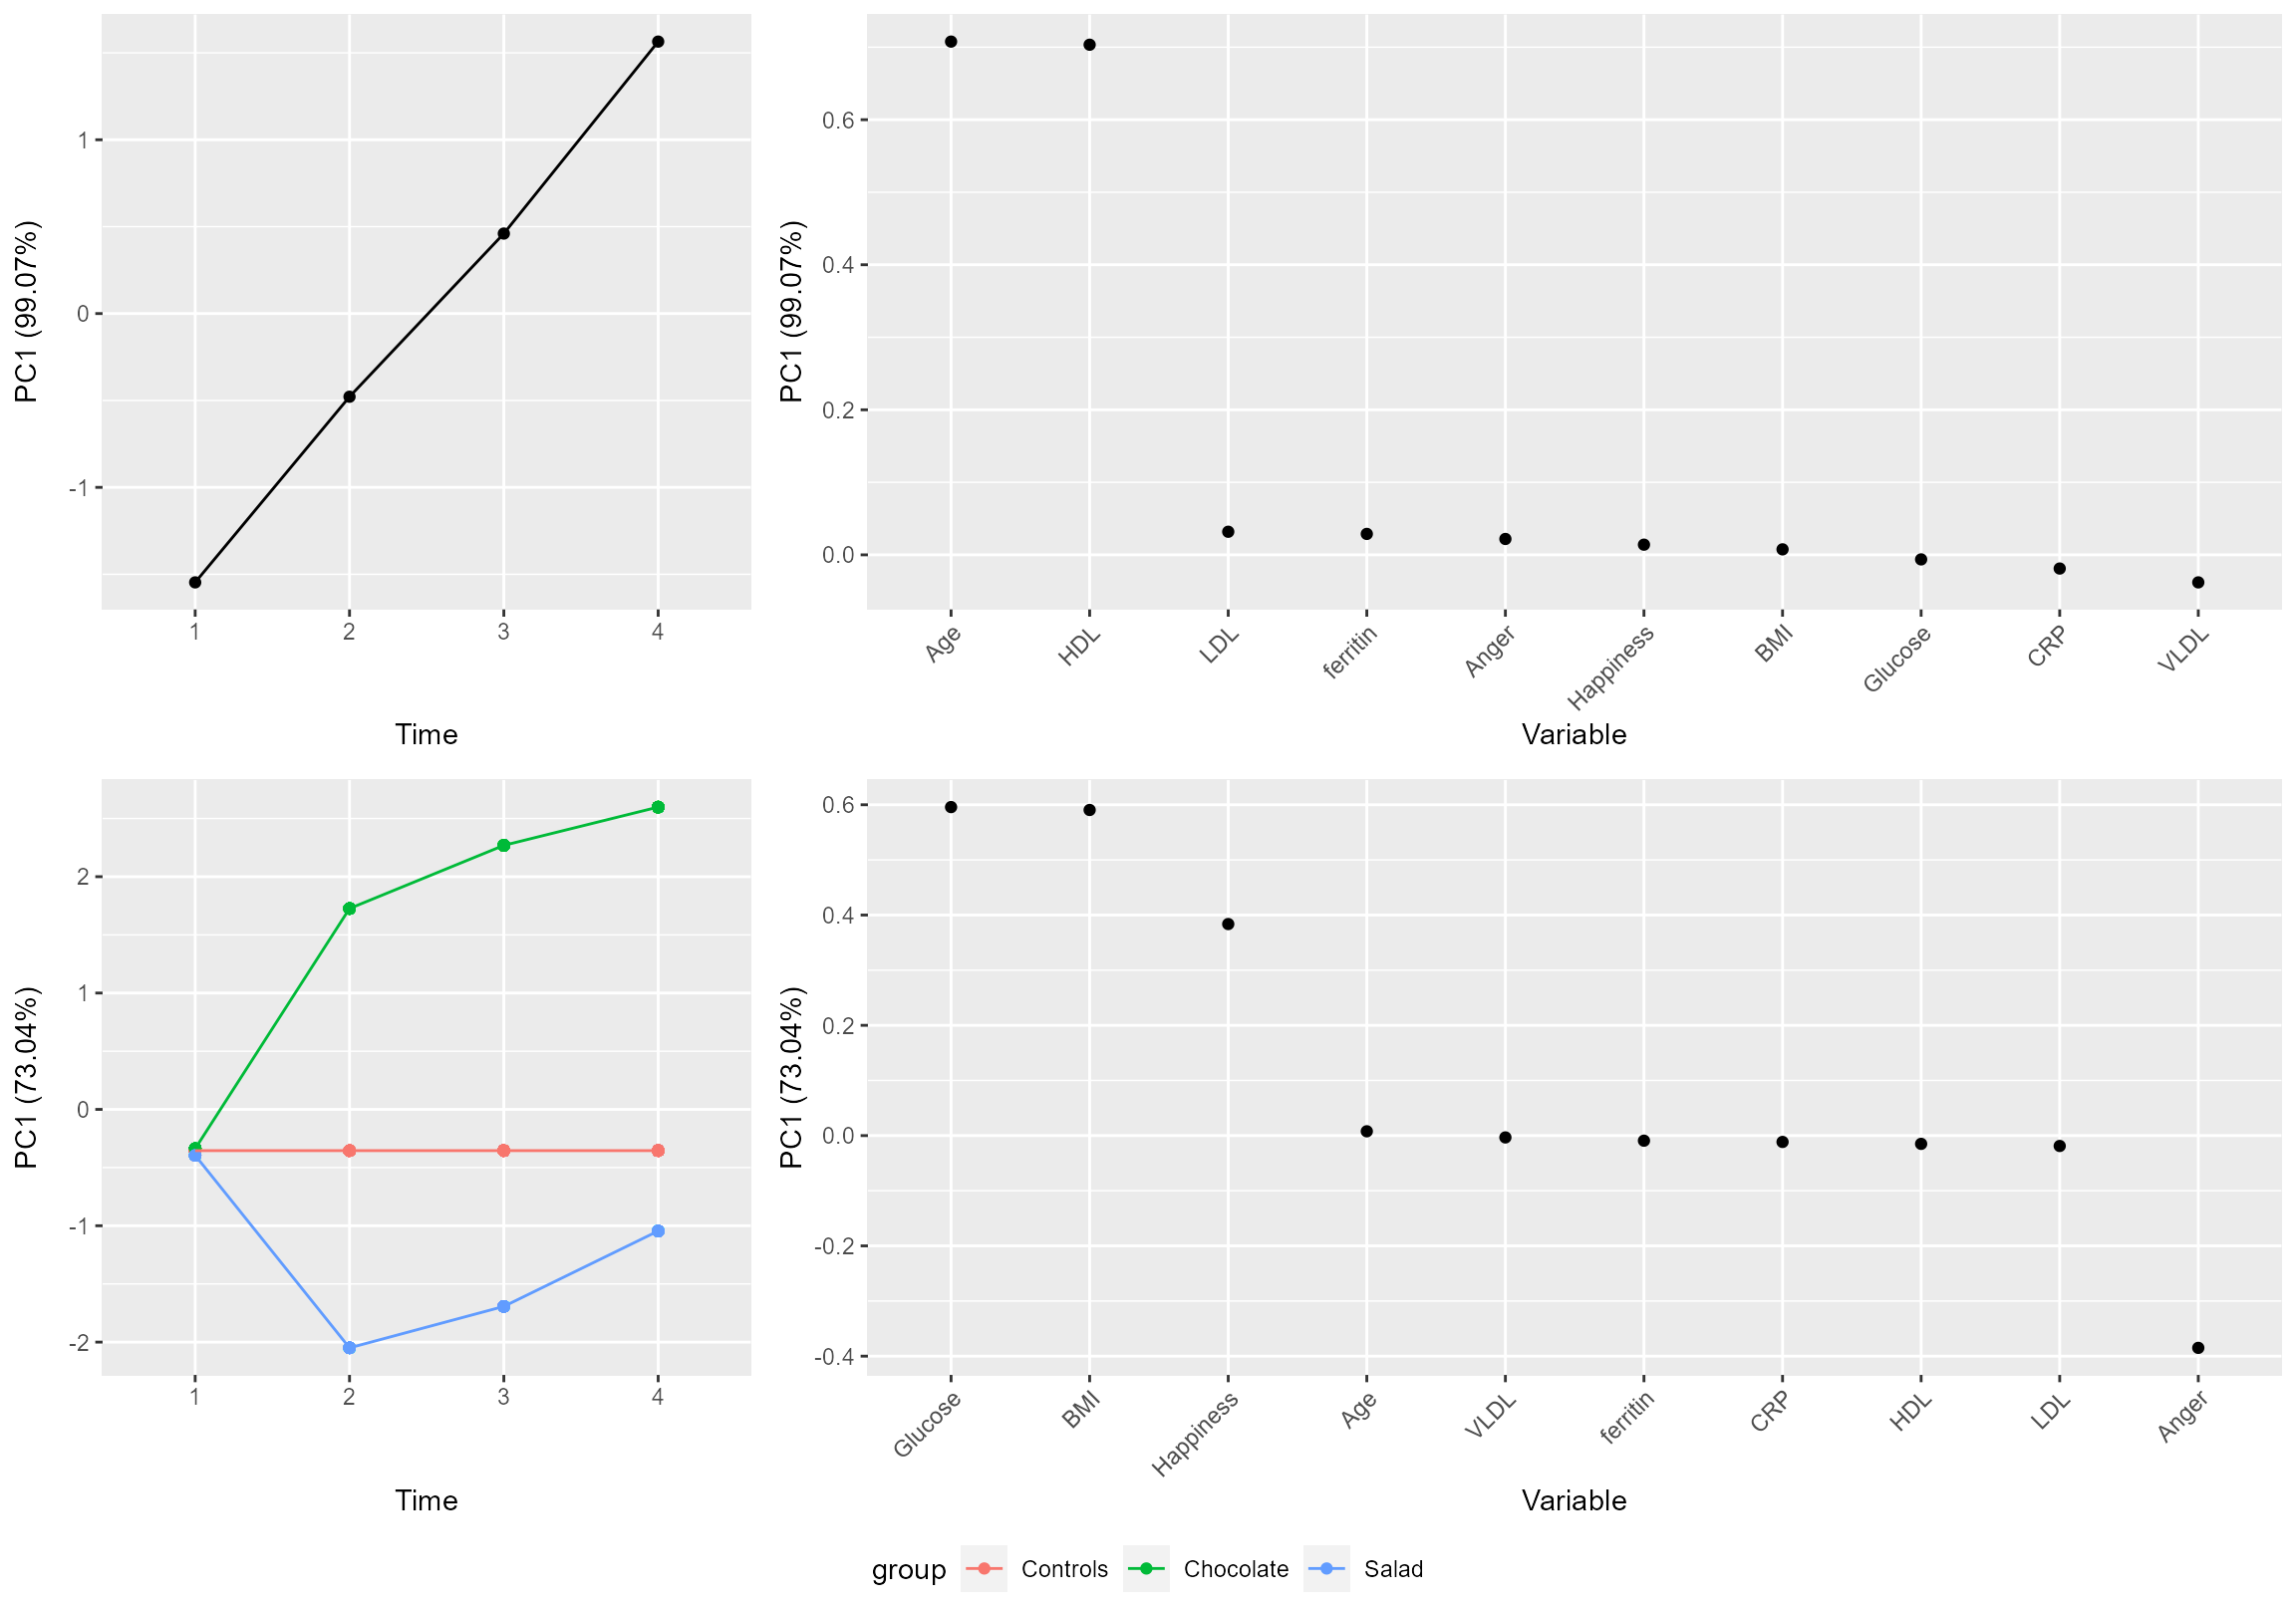 PC1 (99.07%)
1
0
-1
1 2 3 4
Time
PC1 (99.07%)
0.6
0.4
0.2
0.0
Age HDL LDL ferritin Anger Happiness BMI Glucose CRP VLDL
Variable
PC1 (73.04%)
2
1
0
-1
-2
1 2 3 4
Time
PC1 (73.04%)
0.6
0.4
0.2
0.0
-0.2
-0.4
Glucose BMI Happiness Age VLDL ferritin CRP HDL LDL Anger
Variable
group Controls Chocolate Salad